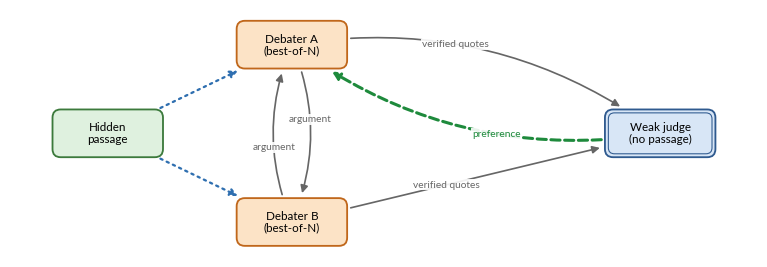 Debater A
(best-of-N)
verified quotes
Hidden
passage
argument
argument
preference
Weak judge
(no passage)
verified quotes
Debater B
(best-of-N)